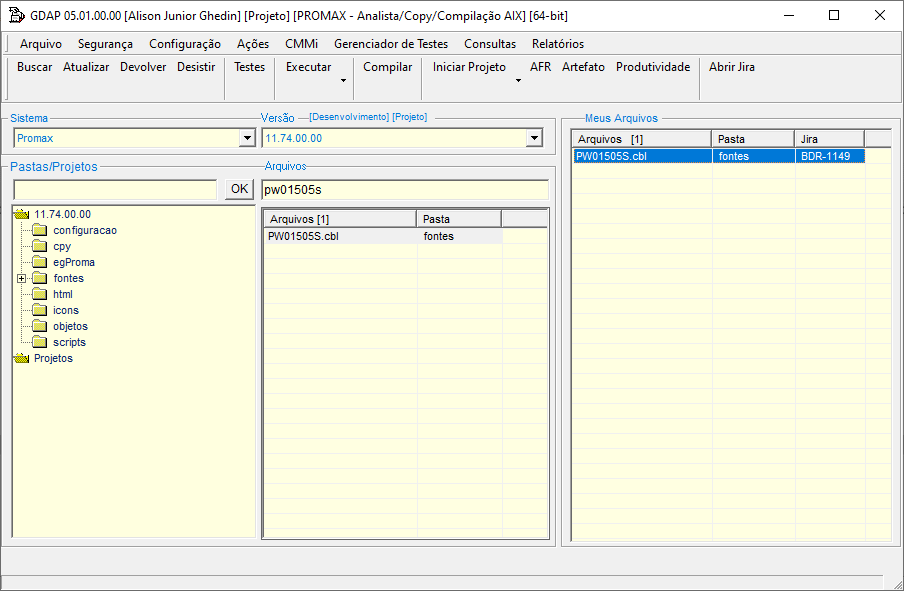 GDAP 05.01.00.00 [Alison Junior Ghedin] [Projeto] [PROMAX - Analista/Copy/Compilação AIX] [64-bit]
Arquivo Segurança Configuração Ações CMMi Gerenciador de Testes Consultas Relatórios
Buscar Atualizar Devolver Desistir Testes Executar Compilar Iniciar Projeto AFR Artefato Produtividade Abrir Jira
Sistema
Promax
Versão [Desenvolvimento] [Projeto]
11.74.00.00
Pastas/Projetos
OK
11.74.00.00
configuracao
cpy
egProma
fontes
html
icons
objetos
scripts
Projetos
Arquivos
pw01505s
Arquivos [1] Pasta
PW01505S.cbl fontes
Meus Arquivos
Arquivos [1] Pasta Jira
PW01505S.cbl fontes BDR-1149